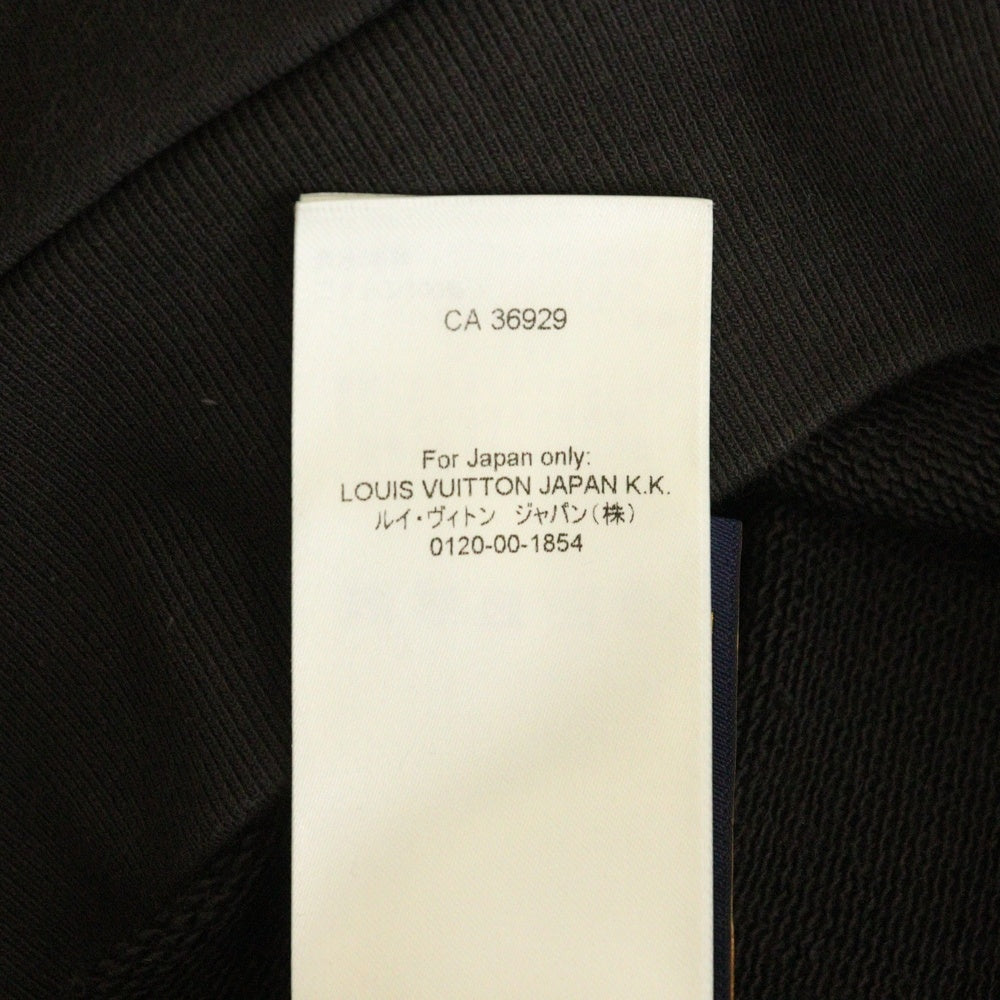 CA 36929
For Japan only:
LOUIS VUITTON JAPAN K.K.
ルイ・ヴィトン　ジャパン(株)
0120-00-1854